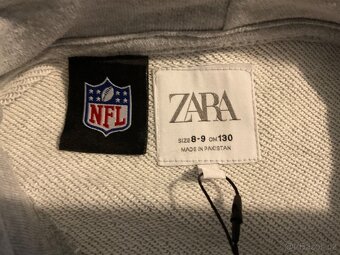 NFL
ZARA
SIZE 8-9 CM 130
MADE IN PAKISTAN